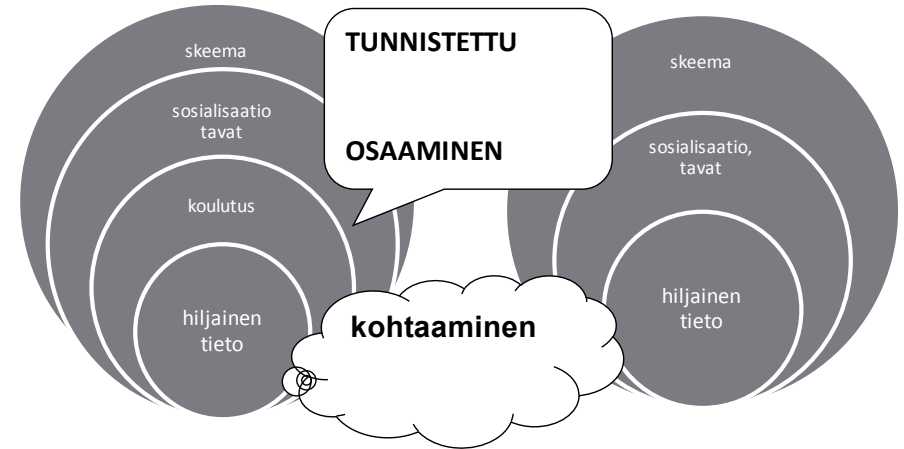 skeema
sosialisaatio
tavat
koulutus
hiljainen
tieto
TUNNISTETTU
OSAAMINEN
kohtaaminen
skeema
sosialisaatio,
tavat
hiljainen
tieto